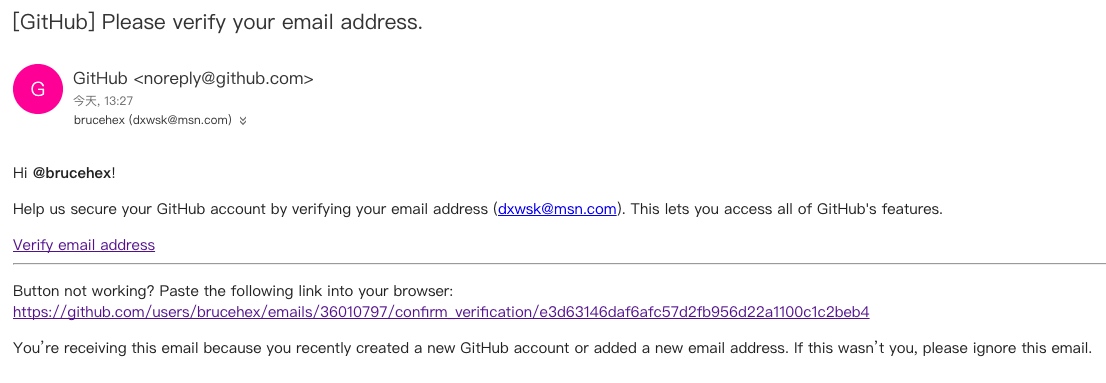 [GitHub] Please verify your email address.
G
GitHub <noreply@github.com>
今天, 13:27
brucehex (dxwsk@msn.com)
Hi @brucehex!
Help us secure your GitHub account by verifying your email address (dxwsk@msn.com). This lets you access all of GitHub's features.
Verify email address
Button not working? Paste the following link into your browser:
https://github.com/users/brucehex/emails/36010797/confirm_verification/e3d63146daf6afc57d2fb956d22a1100c1c2beb4
You’re receiving this email because you recently created a new GitHub account or added a new email address. If this wasn’t you, please ignore this email.